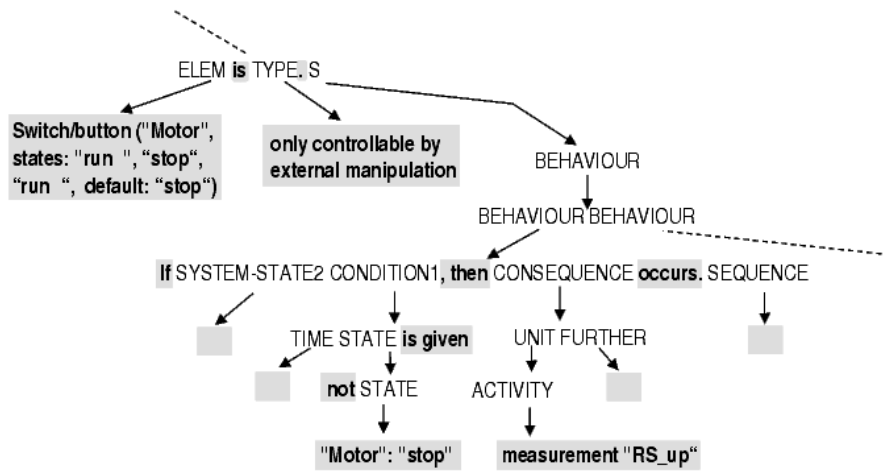 ELEM is TYPE. S
Switch/button ("Motor",
states: "run  ", “stop“,
“run  “, default: “stop“)
only controllable by
external manipulation
BEHAVIOUR
BEHAVIOUR BEHAVIOUR
If SYSTEM-STATE2 CONDITION1, then CONSEQUENCE occurs. SEQUENCE
TIME STATE is given
UNIT FURTHER
not STATE
ACTIVITY
"Motor": "stop"
measurement "RS_up“